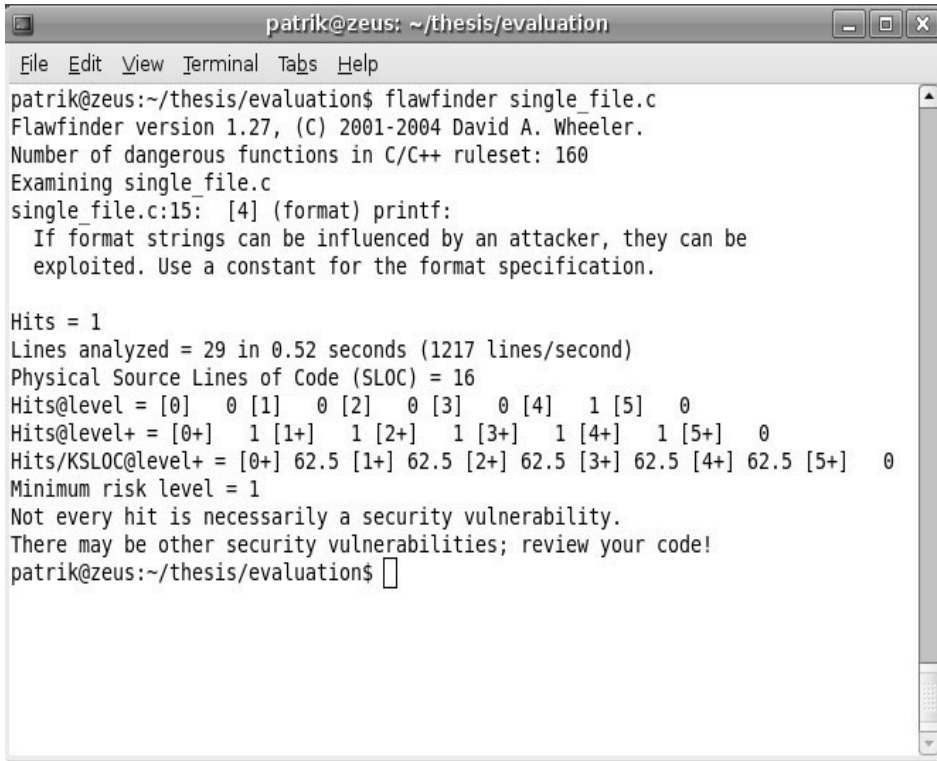 patrik@zeus: ~/thesis/evaluation
File Edit View Terminal Tabs Help
patrik@zeus:~/thesis/evaluation$ flawfinder single_file.c
Flawfinder version 1.27, (C) 2001-2004 David A. Wheeler.
Number of dangerous functions in C/C++ ruleset: 160
Examining single_file.c
single_file.c:15:  [4] (format) printf:
  If format strings can be influenced by an attacker, they can be
  exploited. Use a constant for the format specification.

Hits = 1
Lines analyzed = 29 in 0.52 seconds (1217 lines/second)
Physical Source Lines of Code (SLOC) = 16
Hits@level = [0]   0 [1]   0 [2]   0 [3]   0 [4]   1 [5]   0
Hits@level+ = [0+]   1 [1+]   1 [2+]   1 [3+]   1 [4+]   1 [5+]   0
Hits/KSLOC@level+ = [0+] 62.5 [1+] 62.5 [2+] 62.5 [3+] 62.5 [4+] 62.5 [5+]   0
Minimum risk level = 1
Not every hit is necessarily a security vulnerability.
There may be other security vulnerabilities; review your code!
patrik@zeus:~/thesis/evaluation$